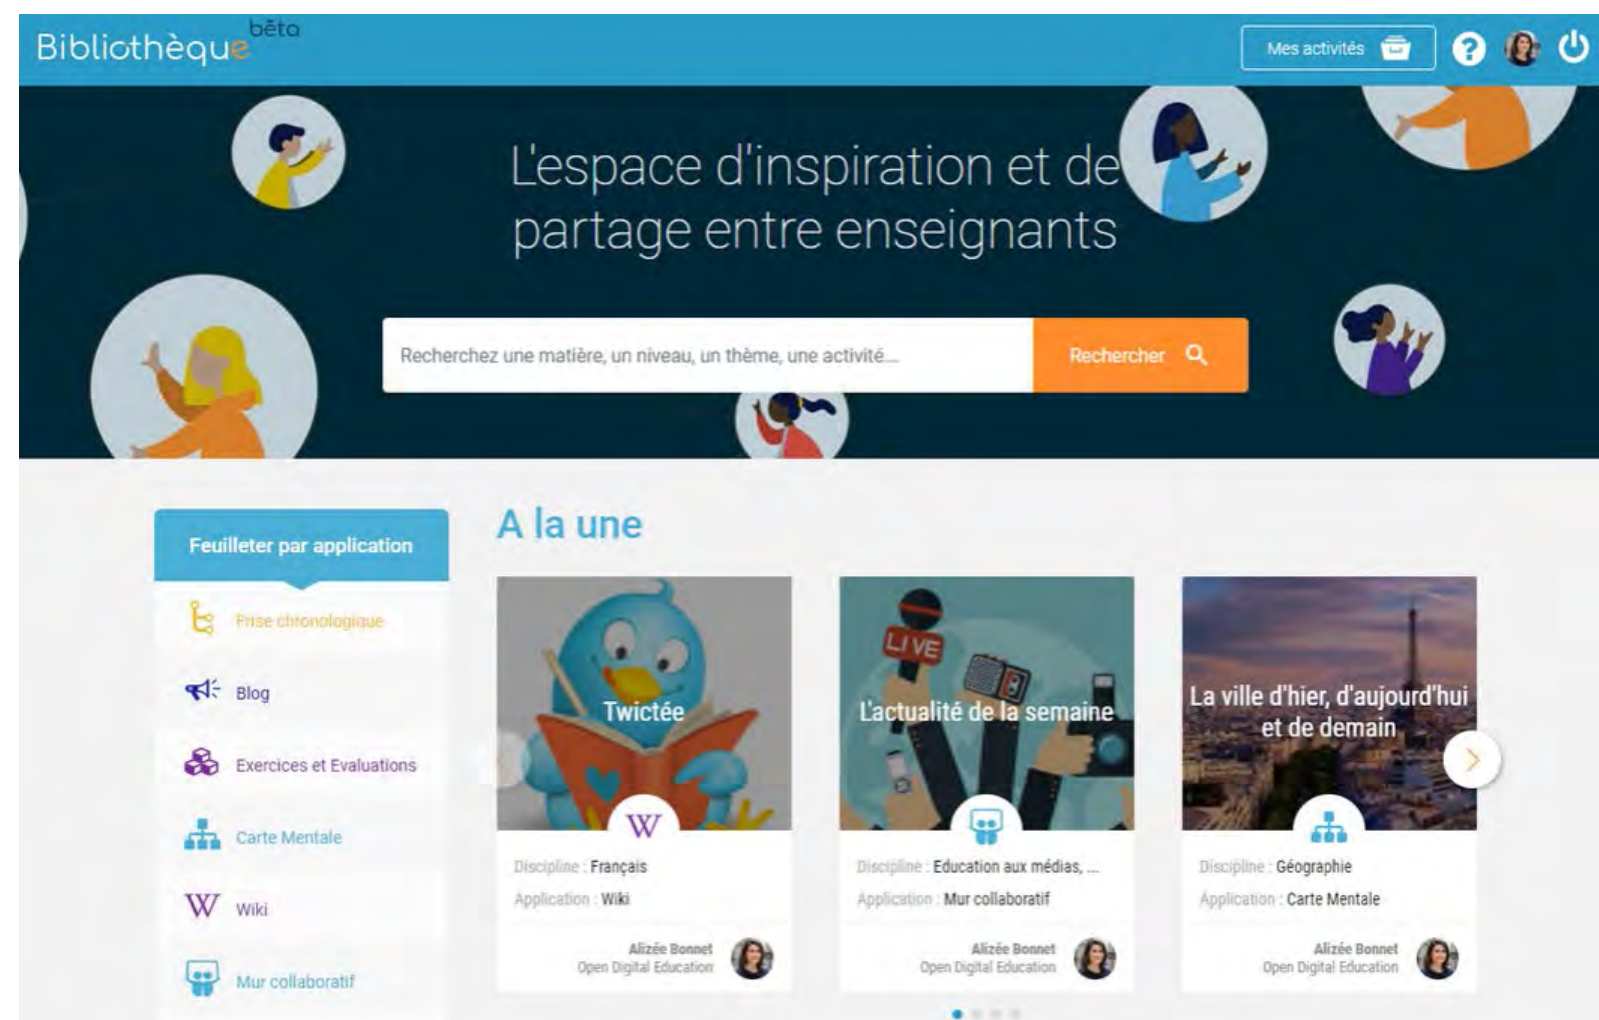 Bibliothèque bêta
Mes activités
?
L'espace d'inspiration et de
partage entre enseignants
Recherchez une matière, un niveau, un thème, une activité...
Rechercher
Feuilleter par application
Frise chronologique
Blog
Exercices et Evaluations
Carte Mentale
W Wiki
Mur collaboratif
A la une
Twictée
W
Discipline : Français
Application : Wiki
Alizée Bonnet
Open Digital Education
LIVE
L'actualité de la semaine
Discipline : Education aux médias, ...
Application : Mur collaboratif
Alizée Bonnet
Open Digital Education
La ville d'hier, d'aujourd'hui
et de demain
Discipline : Géographie
Application : Carte Mentale
Alizée Bonnet
Open Digital Education